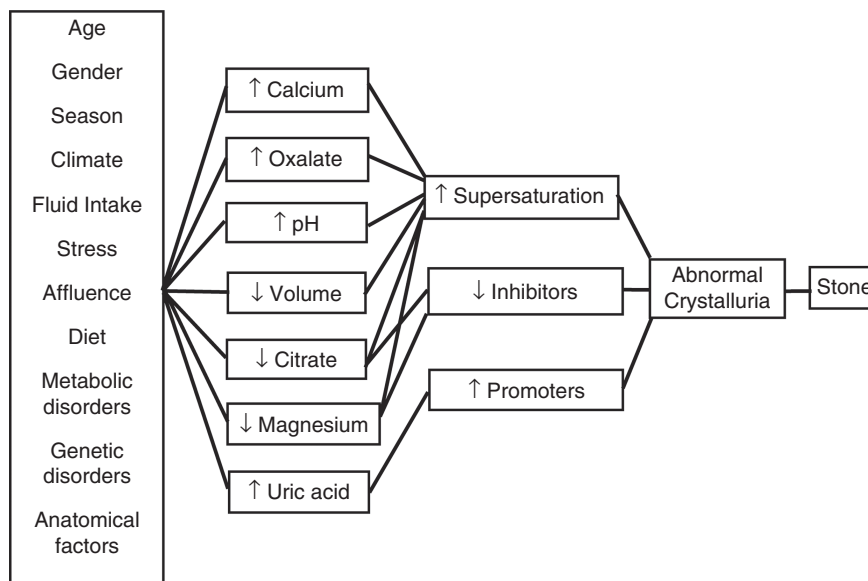 Age
Gender
Season
Climate
Fluid Intake
Stress
Affluence
Diet
Metabolic
disorders
Genetic
disorders
Anatomical
factors
↑ Calcium
↑ Oxalate
↑ pH
↓ Volume
↓ Citrate
↓ Magnesium
↑ Uric acid
↑ Supersaturation
↓ Inhibitors
↑ Promoters
Abnormal
Crystalluria
Stone